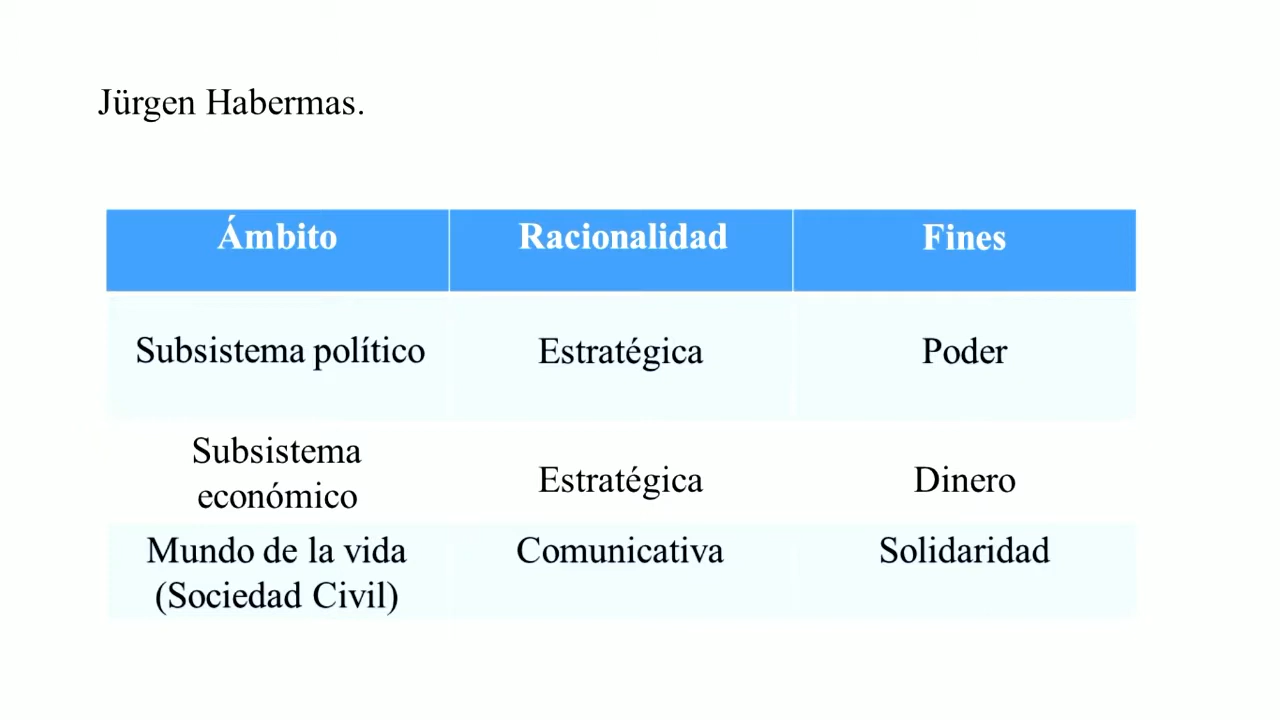 Jürgen Habermas.
Ámbito Racionalidad Fines
Subsistema político Estratégica Poder
Subsistema
económico Estratégica Dinero
Mundo de la vida Comunicativa Solidaridad
(Sociedad Civil)